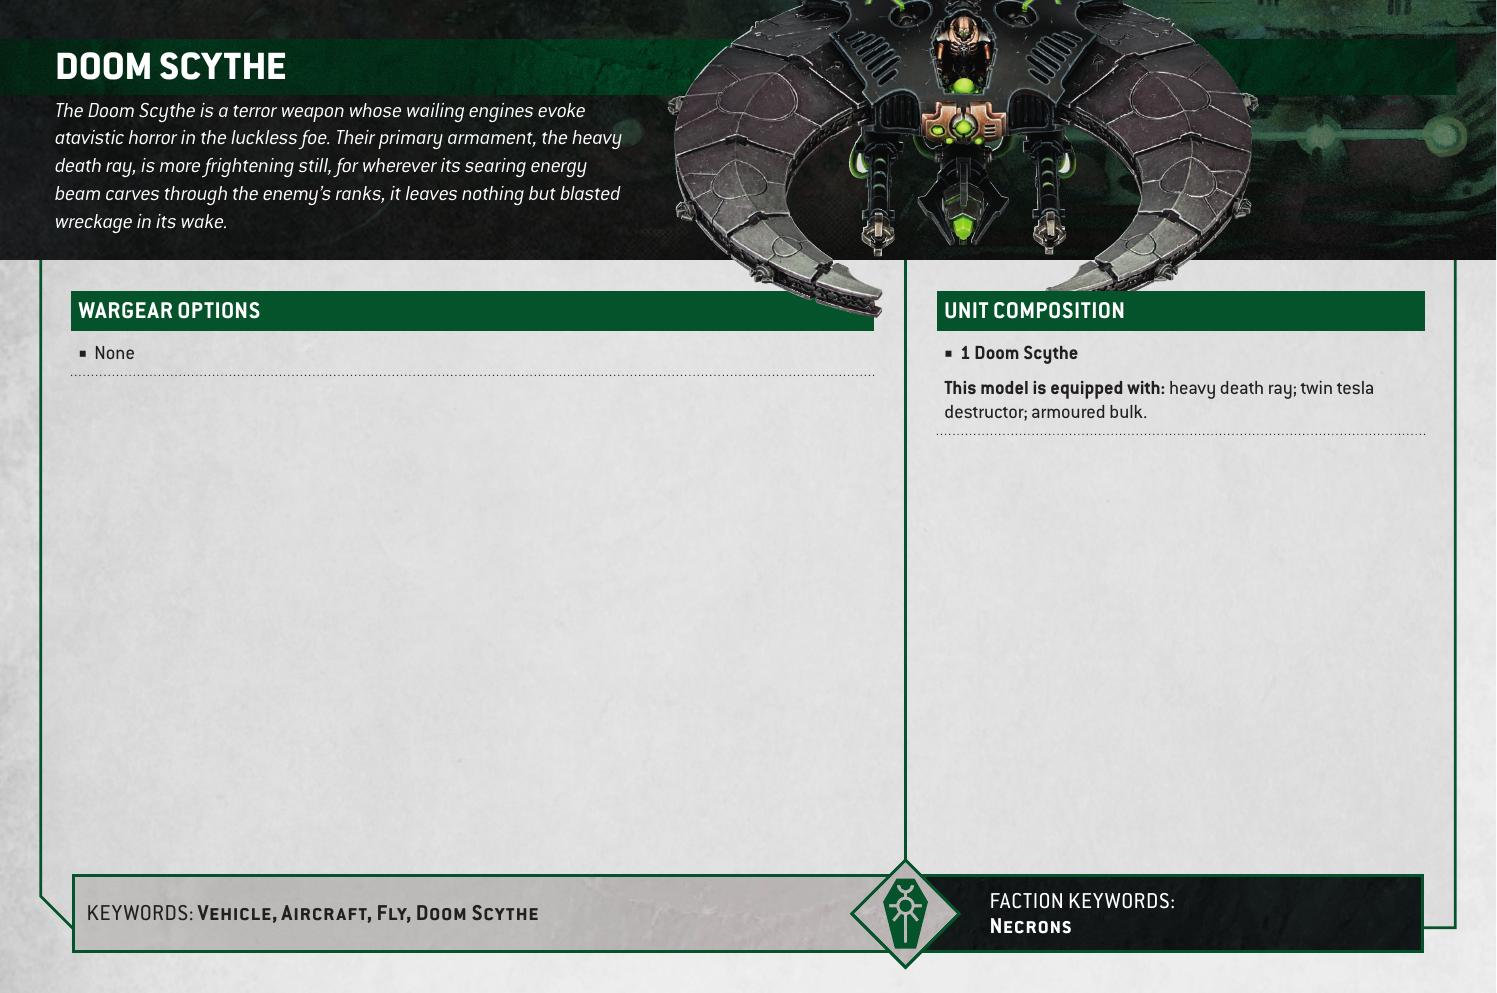 DOOM SCYTHE
The Doom Scythe is a terror weapon whose wailing engines evoke
atavistic horror in the luckless foe. Their primary armament, the heavy
death ray, is more frightening still, for wherever its searing energy
beam carves through the enemy's ranks, it leaves nothing but blasted
wreckage in its wake.
WARGEAR OPTIONS
▪ None
UNIT COMPOSITION
▪ 1 Doom Scythe
This model is equipped with: heavy death ray; twin tesla
destructor; armoured bulk.
KEYWORDS: Vehicle, Aircraft, Fly, Doom Scythe
FACTION KEYWORDS:
Necrons